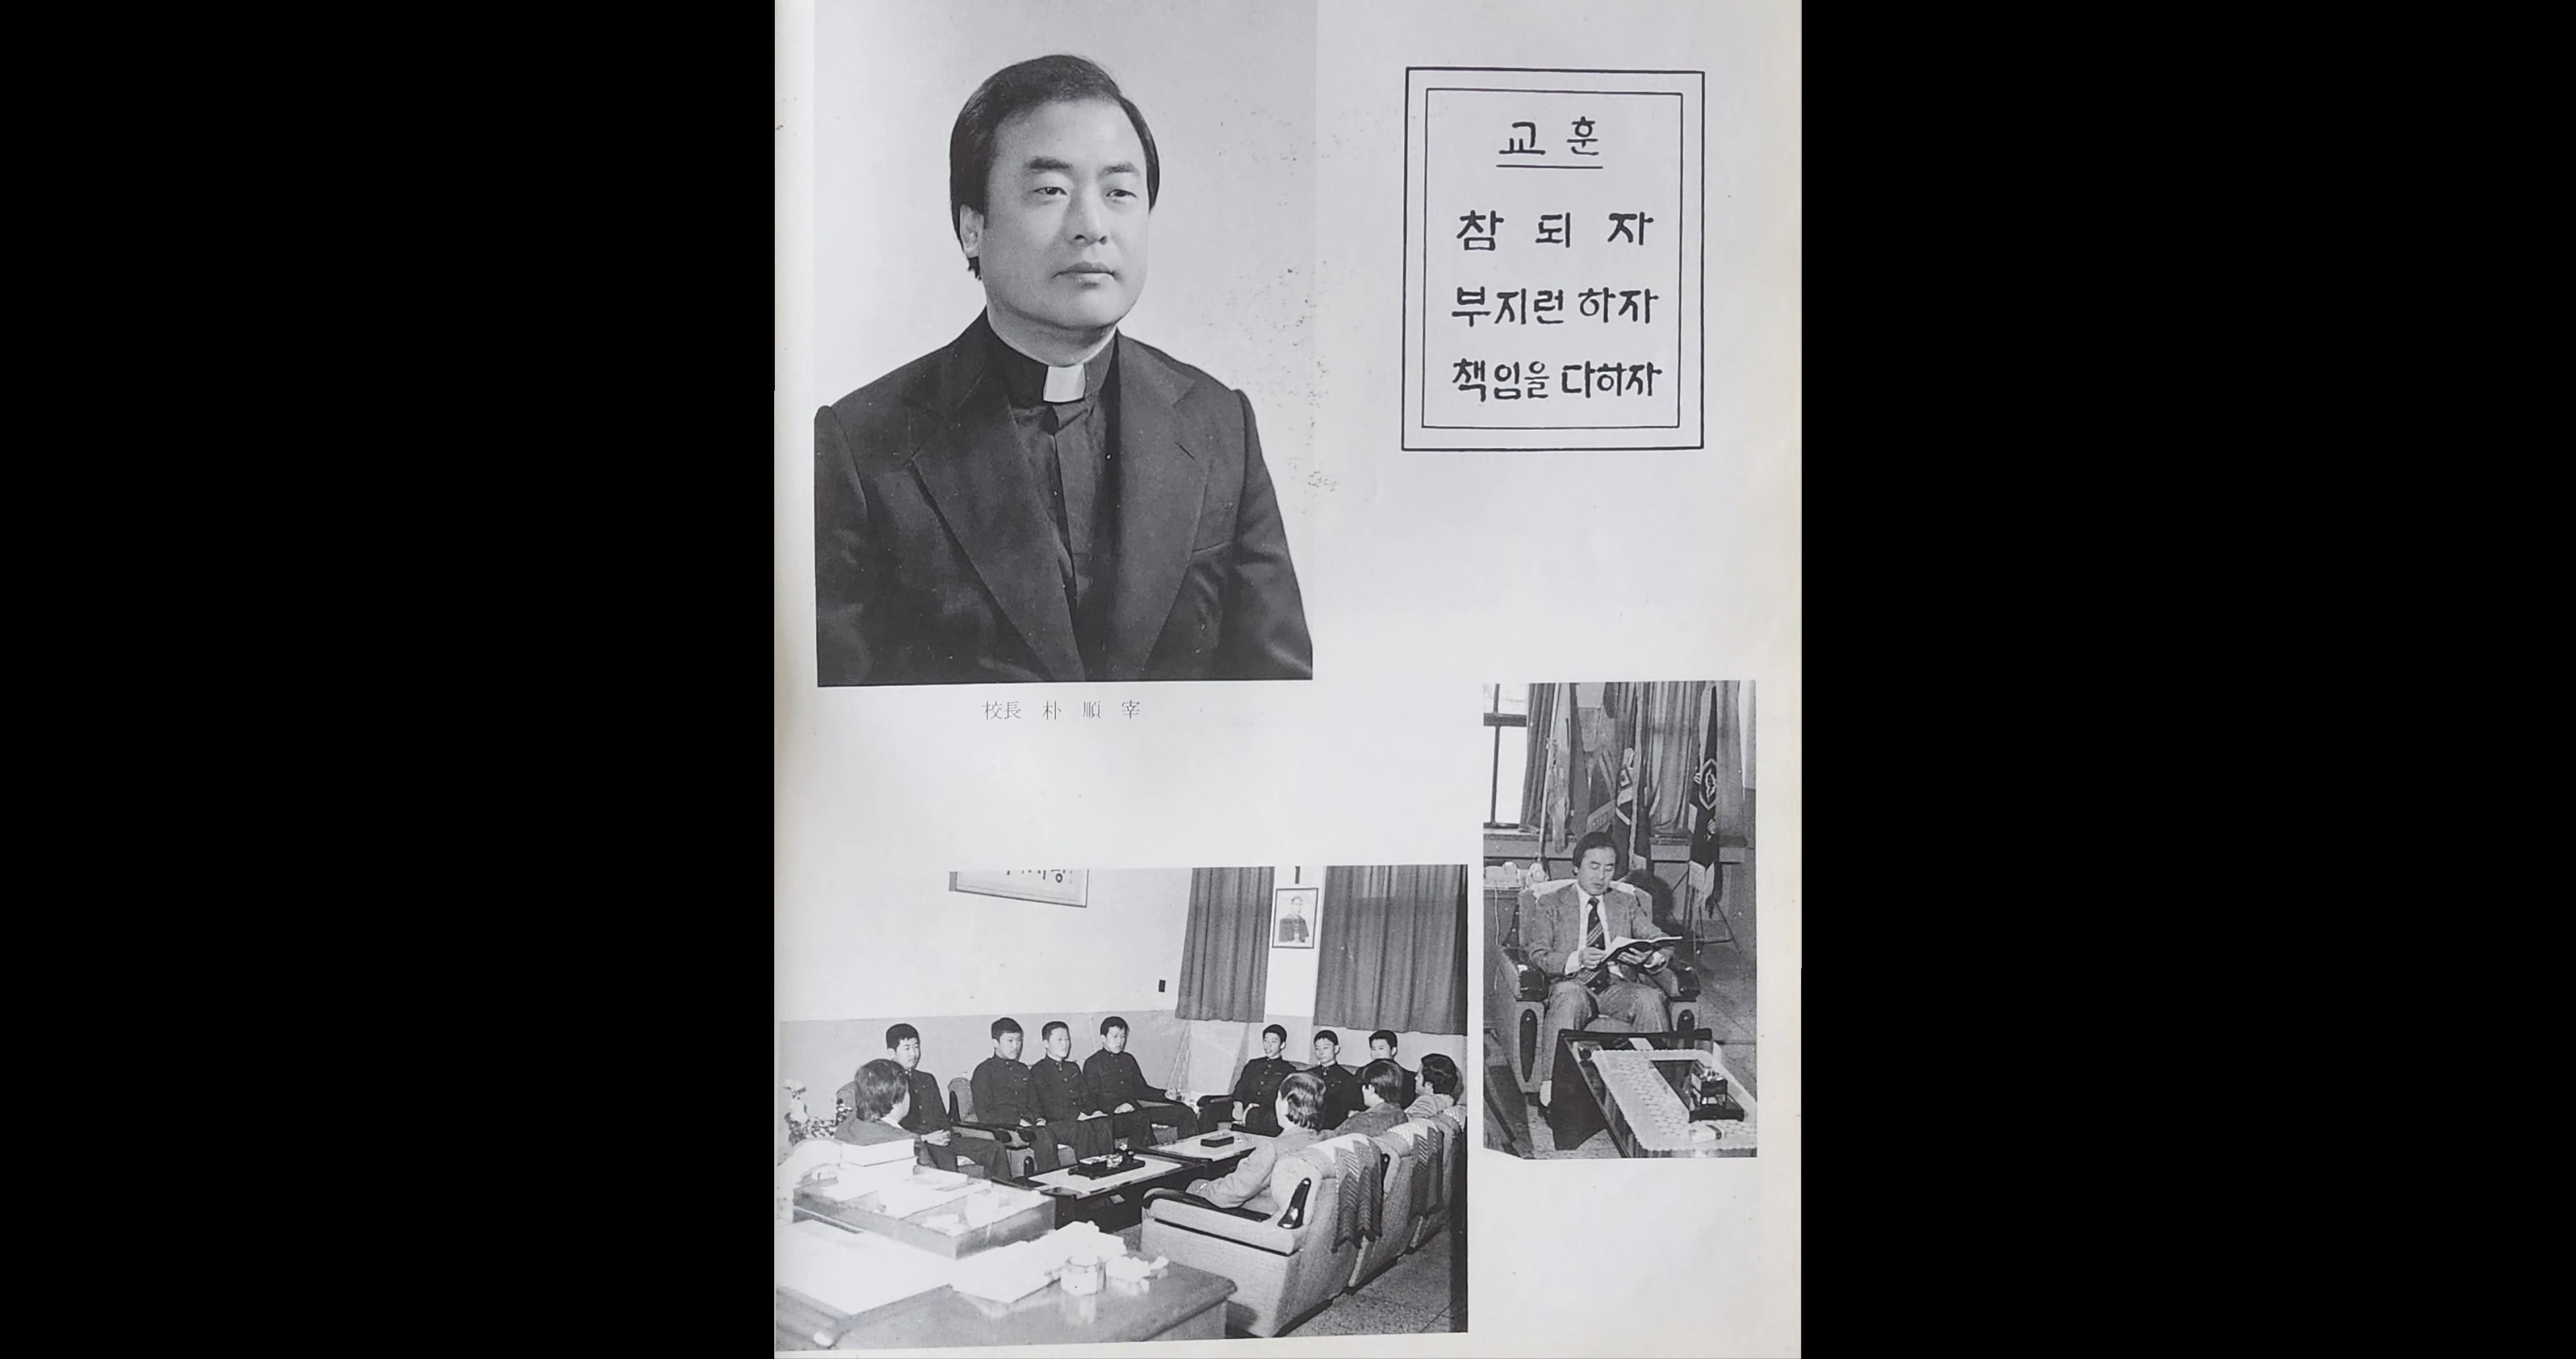 교 훈
참 되 자
부지런 하자
책임을 다하자
校長 朴 順 宰